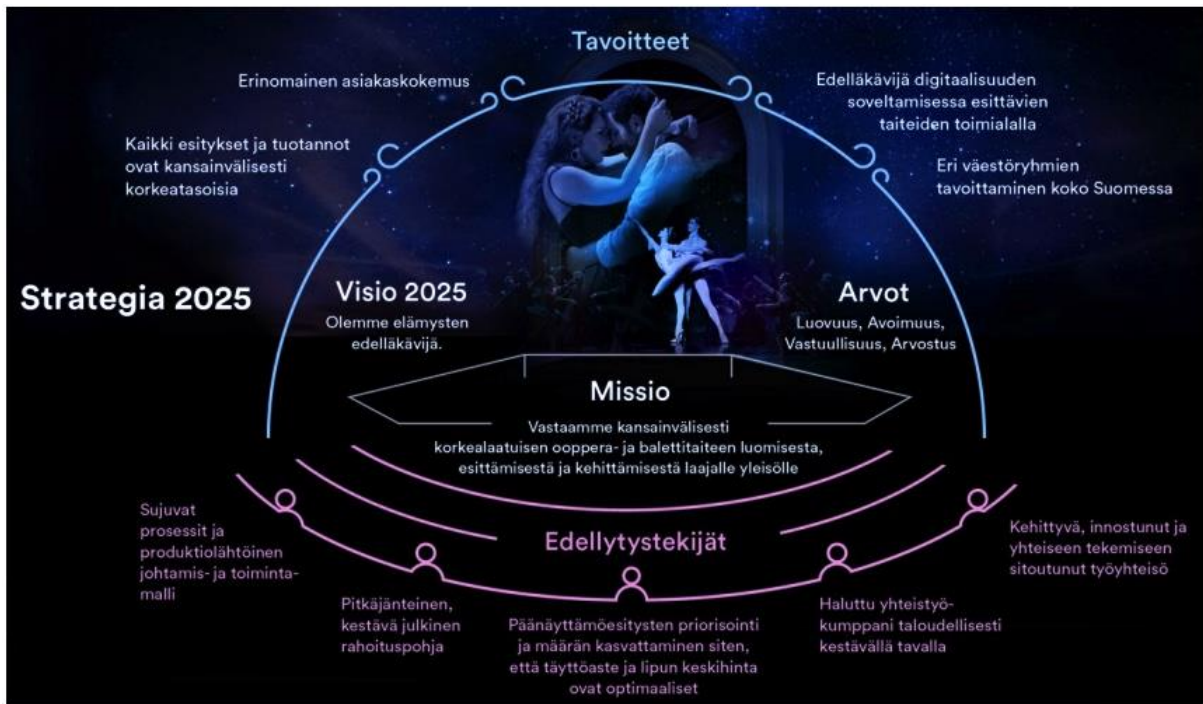 Tavoitteet
Erinomainen asiakaskokemus
Kaikki esitykset ja tuotannot
ovat kansainvälisesti
korkeatasoisia
Edelläkävijä digitaalisuuden
soveltamisessa esittävien
taiteiden toimialalla
Eri väestöryhmien
tavoittaminen koko Suomessa
Strategia 2025
Visio 2025
Olemme elämysten
edelläkävijä.
Arvot
Luovuus, Avoimuus,
Vastuullisuus, Arvostus
Missio
Vastaamme kansainvälisesti
korkealaatuisen ooppera- ja balettitaiteen luomisesta,
esittämisestä ja kehittämisestä laajalle yleisölle
Edellytystekijät
Sujuvat
prosessit ja
produktiolähtöinen
johtamis- ja toiminta-
malli
Pitkäjänteinen,
kestävä julkinen
rahoituspohja
Päänäyttämöesitysten priorisointi
ja määrän kasvattaminen siten,
että täyttöaste ja lipun keskihinta
ovat optimaaliset
Haluttu yhteistyö-
kumppani taloudellisesti
kestävällä tavalla
Kehittyvä, innostunut ja
yhteiseen tekemiseen
sitoutunut työyhteisö